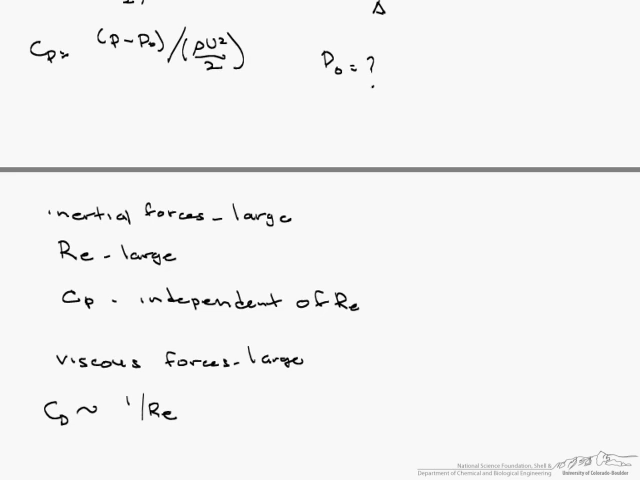 Cp = (P-P₀)/(ρU²/2)
P₀ = ?
inertial forces - large
Re - large
Cp - independent of Re
viscous forces - large
C_D ~ 1/Re
National Science Foundation, Shell &
Department of Chemical and Biological Engineering
University of Colorado-Boulder